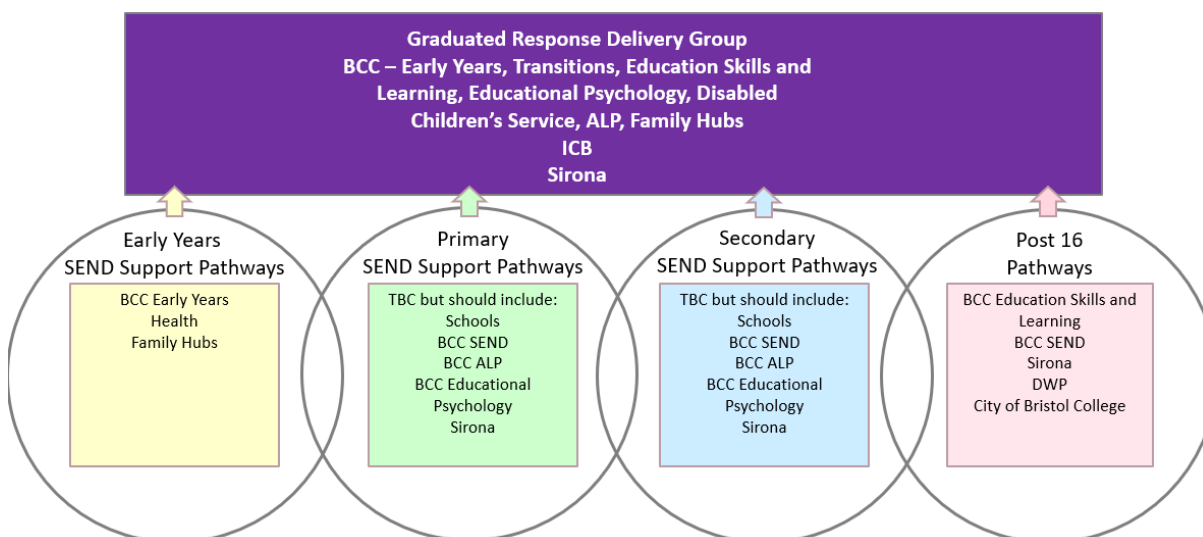 Graduated Response Delivery Group
BCC – Early Years, Transitions, Education Skills and
Learning, Educational Psychology, Disabled
Children’s Service, ALP, Family Hubs
ICB
Sirona
Early Years
SEND Support Pathways
BCC Early Years
Health
Family Hubs
Primary
SEND Support Pathways
TBC but should include:
Schools
BCC SEND
BCC ALP
BCC Educational
Psychology
Sirona
Secondary
SEND Support Pathways
TBC but should include:
Schools
BCC SEND
BCC ALP
BCC Educational
Psychology
Sirona
Post 16
Pathways
BCC Education Skills and
Learning
BCC SEND
Sirona
DWP
City of Bristol College